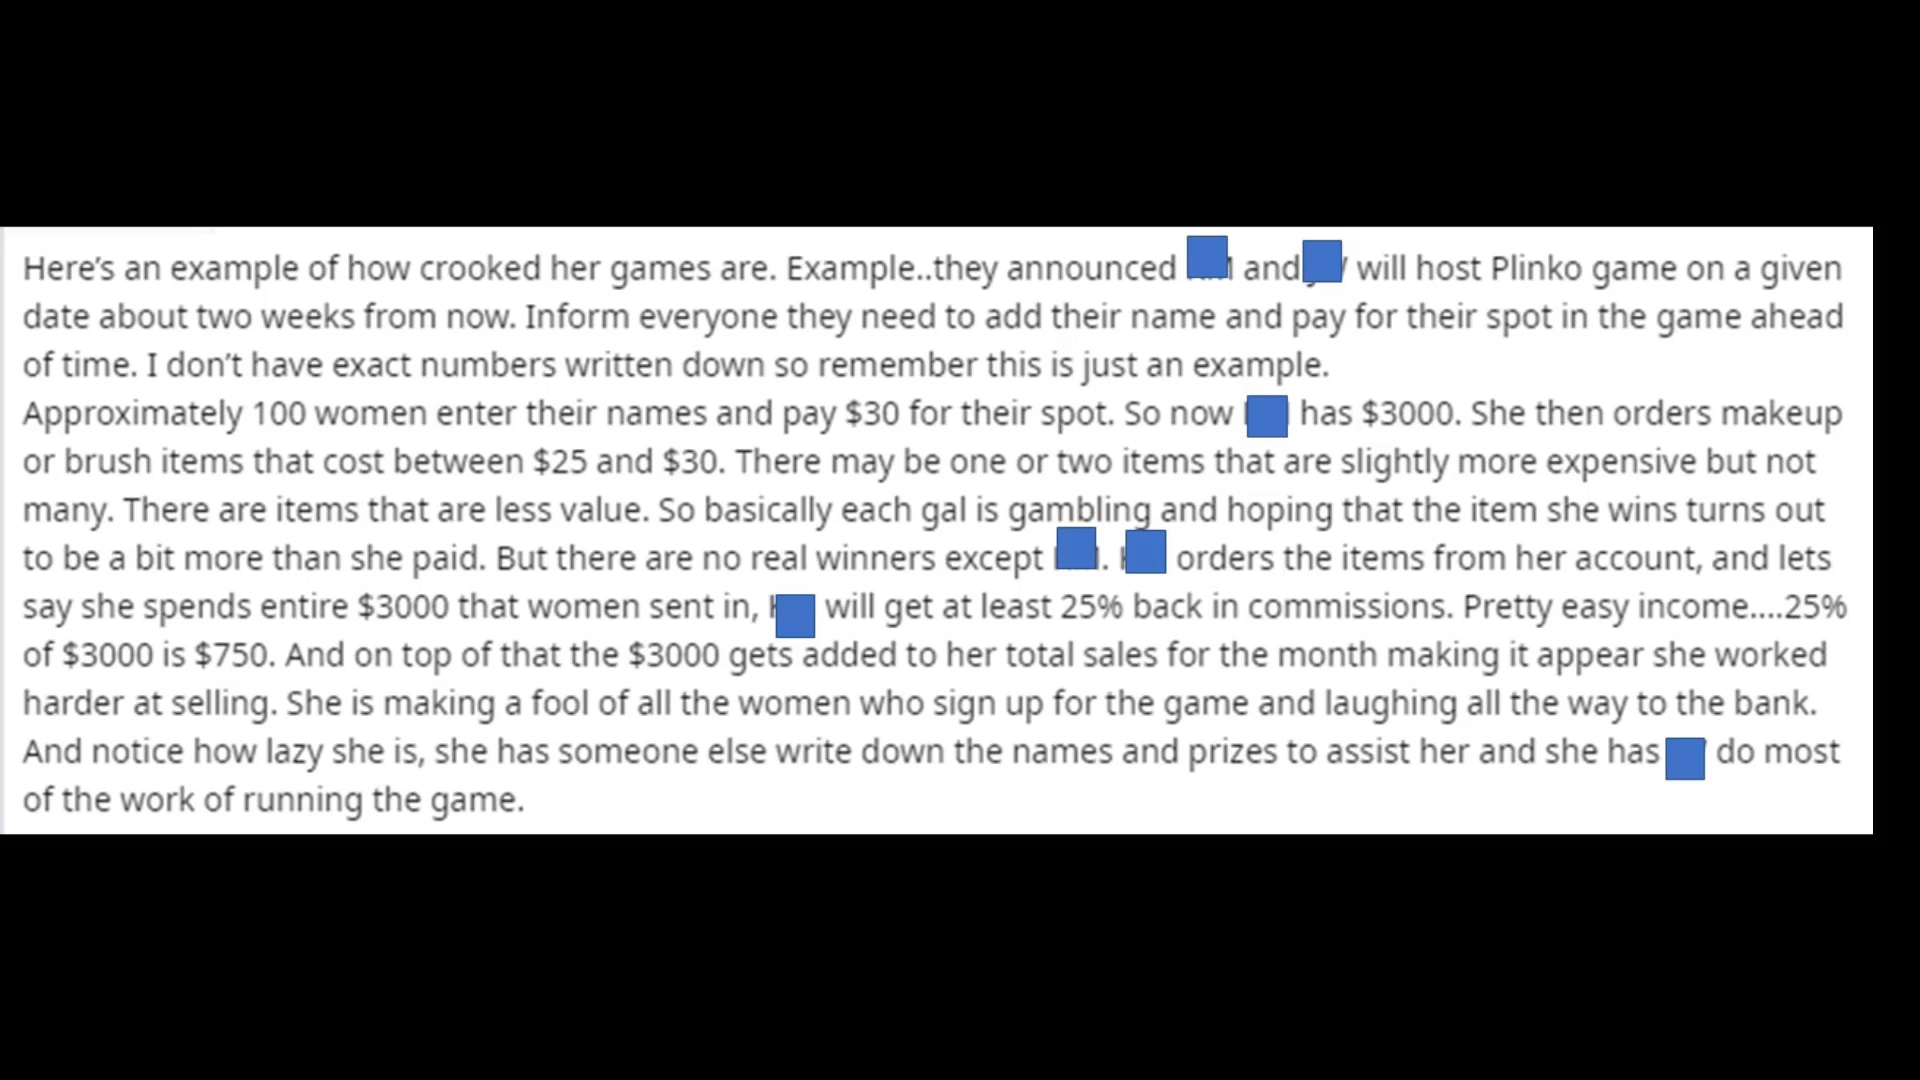 Here’s an example of how crooked her games are. Example..they announced and will host Plinko game on a given
date about two weeks from now. Inform everyone they need to add their name and pay for their spot in the game ahead
of time. I don’t have exact numbers written down so remember this is just an example.
Approximately 100 women enter their names and pay $30 for their spot. So now has $3000. She then orders makeup
or brush items that cost between $25 and $30. There may be one or two items that are slightly more expensive but not
many. There are items that are less value. So basically each gal is gambling and hoping that the item she wins turns out
to be a bit more than she paid. But there are no real winners except . orders the items from her account, and lets
say she spends entire $3000 that women sent in, will get at least 25% back in commissions. Pretty easy income....25%
of $3000 is $750. And on top of that the $3000 gets added to her total sales for the month making it appear she worked
harder at selling. She is making a fool of all the women who sign up for the game and laughing all the way to the bank.
And notice how lazy she is, she has someone else write down the names and prizes to assist her and she has do most
of the work of running the game.